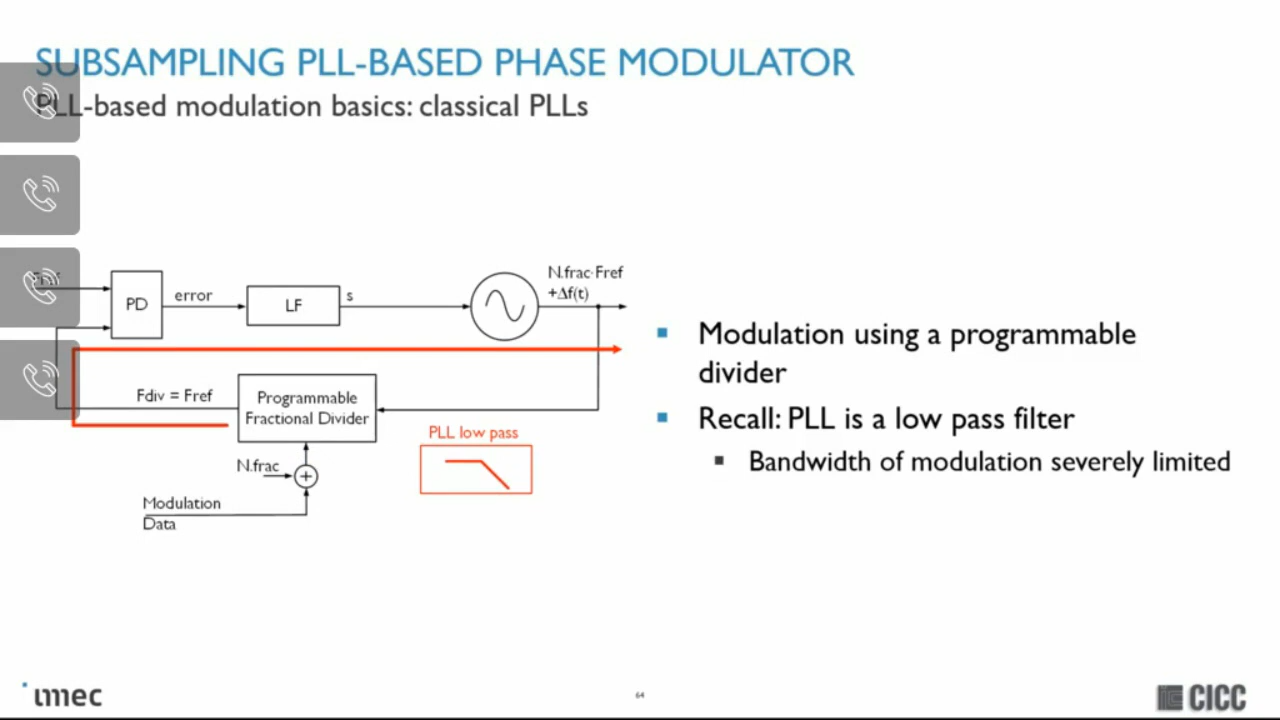 SUBSAMPLING PLL-BASED PHASE MODULATOR
PLL-based modulation basics: classical PLLs
N.frac·Fref
+Δf(t)
PD
error
LF
s
Fdiv = Fref
Programmable
Fractional Divider
PLL low pass
N.frac
+
Modulation
Data
Modulation using a programmable
divider
Recall: PLL is a low pass filter
Bandwidth of modulation severely limited
imec
64
CICC